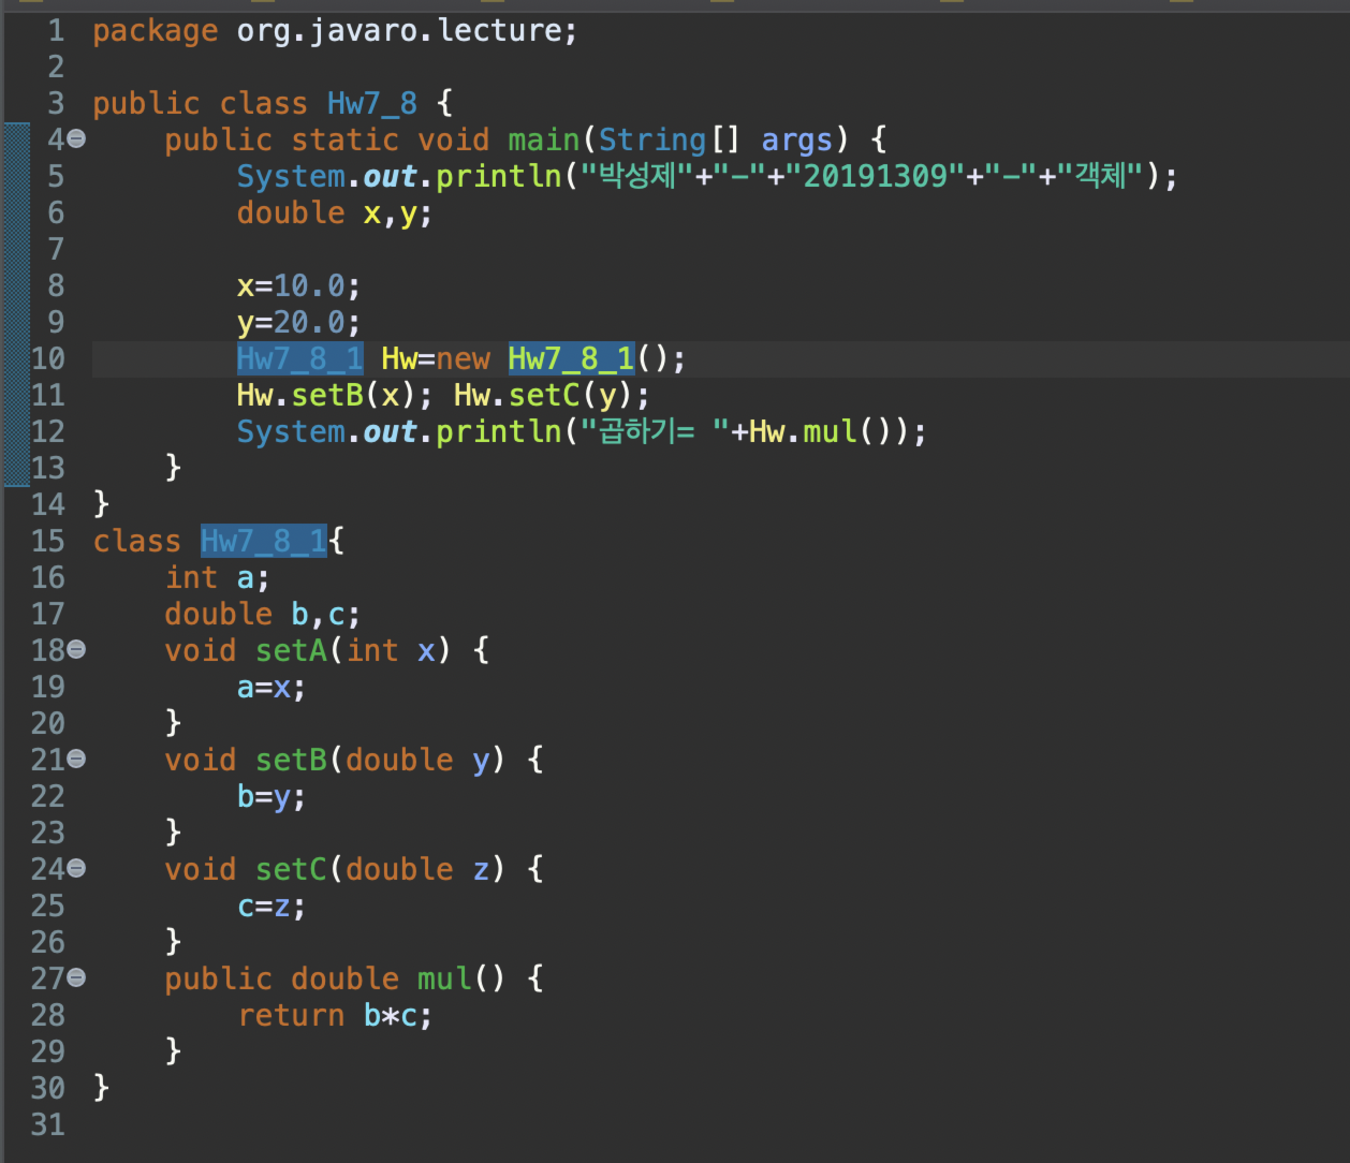 1 package org.javaro.lecture;
2
3 public class Hw7_8 {
4     public static void main(String[] args) {
5         System.out.println("박성제"+"-"+"20191309"+"-"+"객체");
6         double x,y;
7
8         x=10.0;
9         y=20.0;
10         Hw7_8_1 Hw=new Hw7_8_1();
11         Hw.setB(x); Hw.setC(y);
12         System.out.println("곱하기= "+Hw.mul());
13     }
14 }
15 class Hw7_8_1{
16     int a;
17     double b,c;
18     void setA(int x) {
19         a=x;
20     }
21     void setB(double y) {
22         b=y;
23     }
24     void setC(double z) {
25         c=z;
26     }
27     public double mul() {
28         return b*c;
29     }
30 }
31